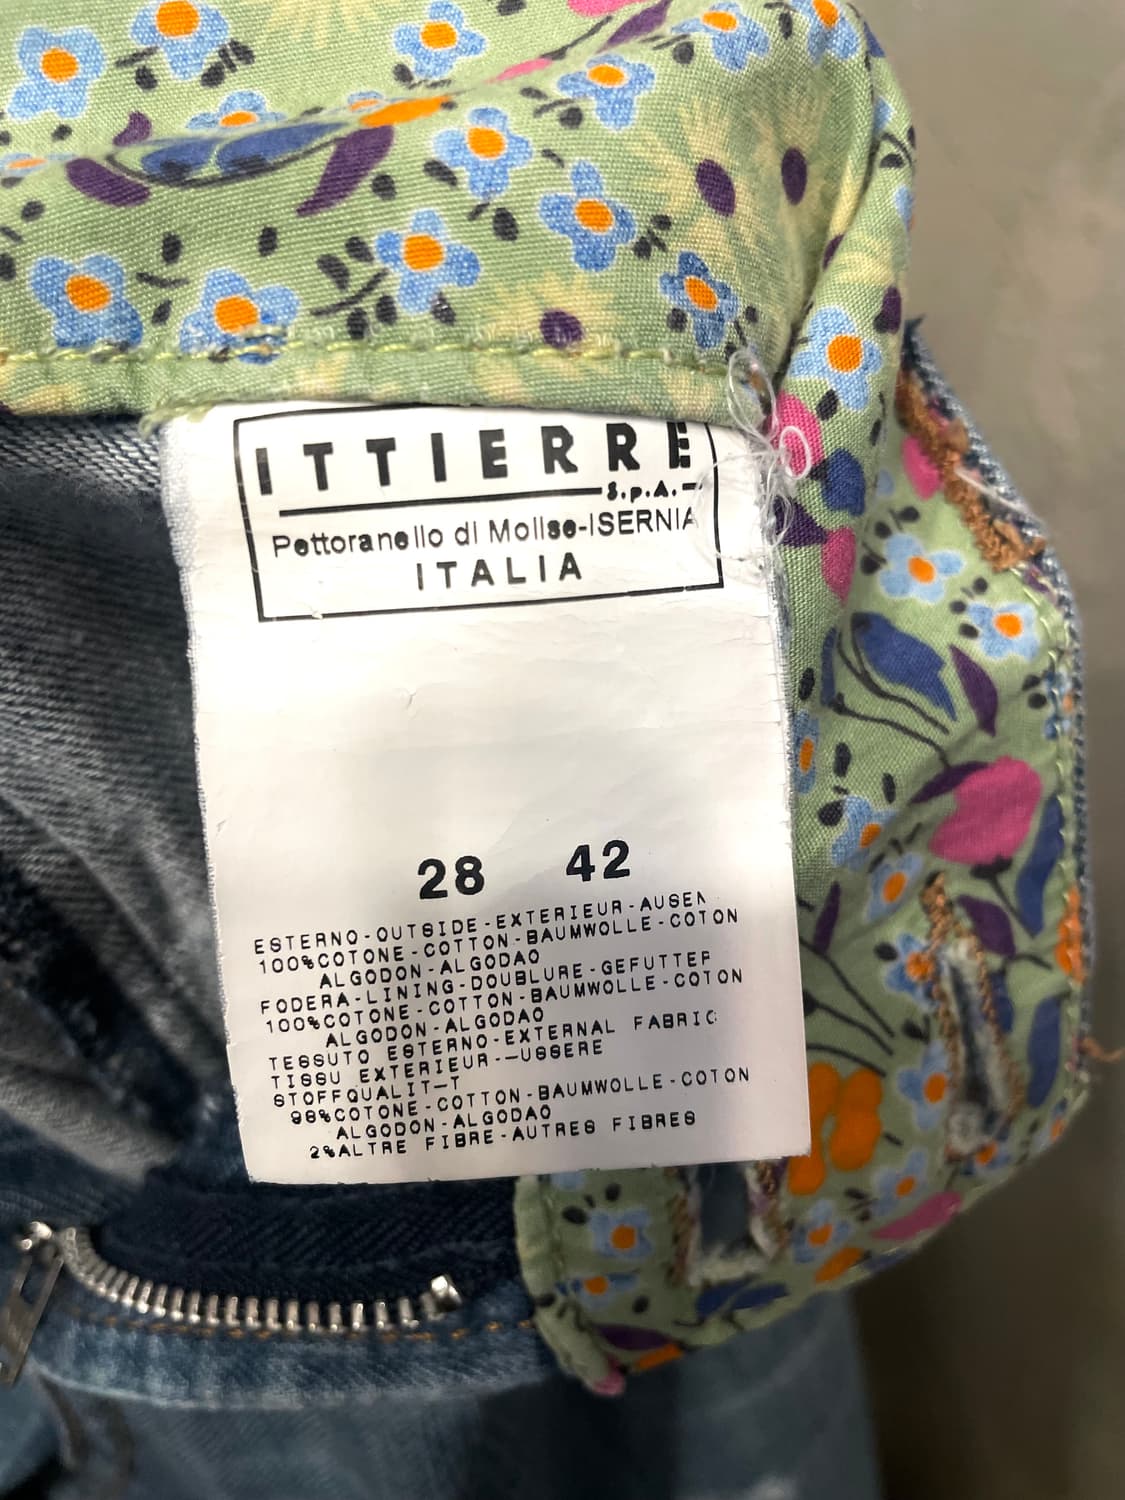 ITTIERRE
S.p.A.
Pettoranello di Molise-ISERNIA
ITALIA
28 42
ESTERNO-OUTSIDE-EXTERIEUR-AUSEN
100%COTONE-COTTON-BAUMWOLLE-COTON
ALGODON-ALGODAO
FODERA-LINING-DOUBLURE-GEFUTTER
100%COTONE-COTTON-BAUMWOLLE-COTON
ALGODON-ALGODAO
TESSUTO ESTERNO-EXTERNAL FABRIC
TISSU EXTERIEUR-—USSERE
STOFFQUALIT—T
98%COTONE-COTTON-BAUMWOLLE-COTON
ALGODON-ALGODAO
2%ALTRE FIBRE-AUTRES FIBRES